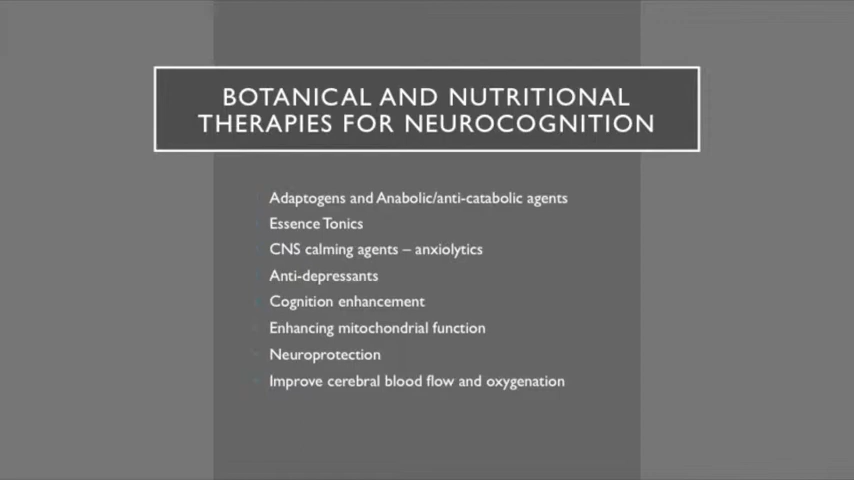 BOTANICAL AND NUTRITIONAL
THERAPIES FOR NEUROCOGNITION
Adaptogens and Anabolic/anti-catabolic agents
Essence Tonics
CNS calming agents – anxiolytics
Anti-depressants
Cognition enhancement
Enhancing mitochondrial function
Neuroprotection
Improve cerebral blood flow and oxygenation